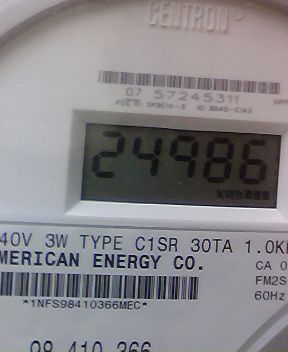 CENTRON®
07 57245311
24986
kWh
40V 3W TYPE C1SR 30TA 1.0K
MERICAN ENERGY CO.
CA 0
FM2S
60Hz
*1NFS98410366MEC*
98 410 366